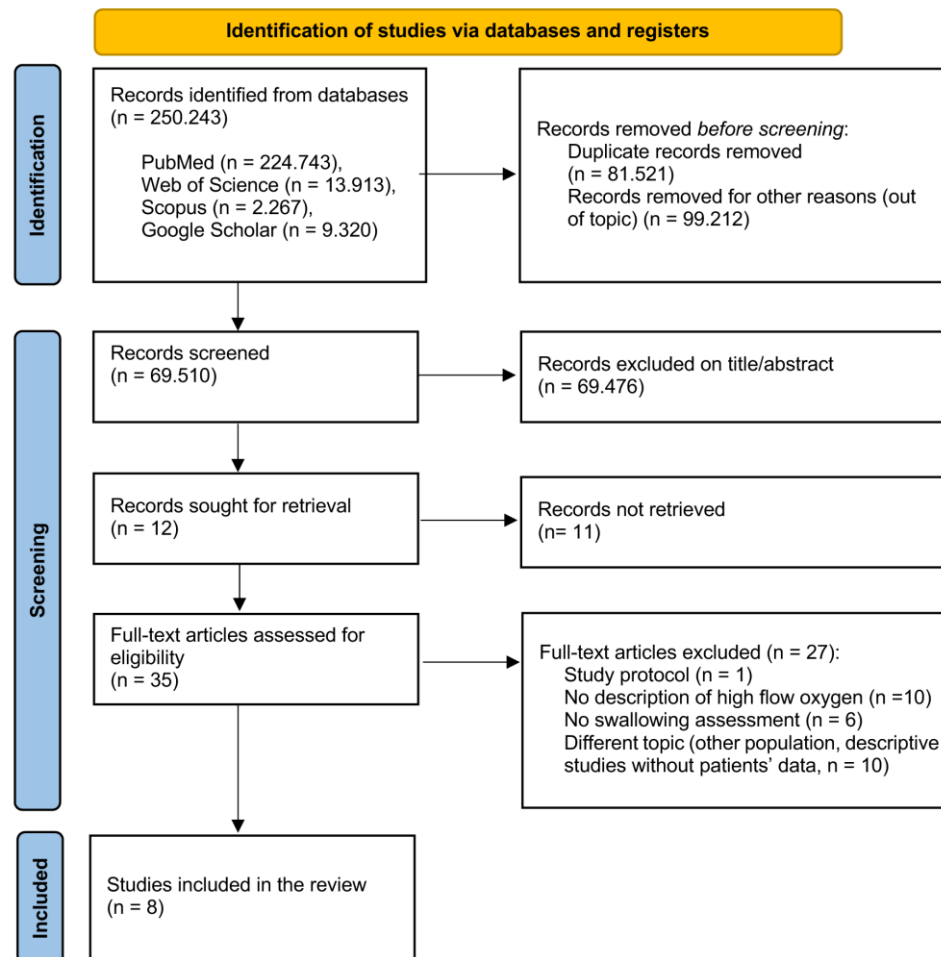 Identification of studies via databases and registers
Identification
Records identified from databases
(n = 250.243)
PubMed (n = 224.743),
Web of Science (n = 13.913),
Scopus (n = 2.267),
Google Scholar (n = 9.320)
Records removed before screening:
Duplicate records removed
(n = 81.521)
Records removed for other reasons (out
of topic) (n = 99.212)
Screening
Records screened
(n = 69.510)
Records excluded on title/abstract
(n = 69.476)
Records sought for retrieval
(n = 12)
Records not retrieved
(n= 11)
Full-text articles assessed for
eligibility
(n = 35)
Full-text articles excluded (n = 27):
Study protocol (n = 1)
No description of high flow oxygen (n =10)
No swallowing assessment (n = 6)
Different topic (other population, descriptive
studies without patients’ data, n = 10)
Included
Studies included in the review
(n = 8)